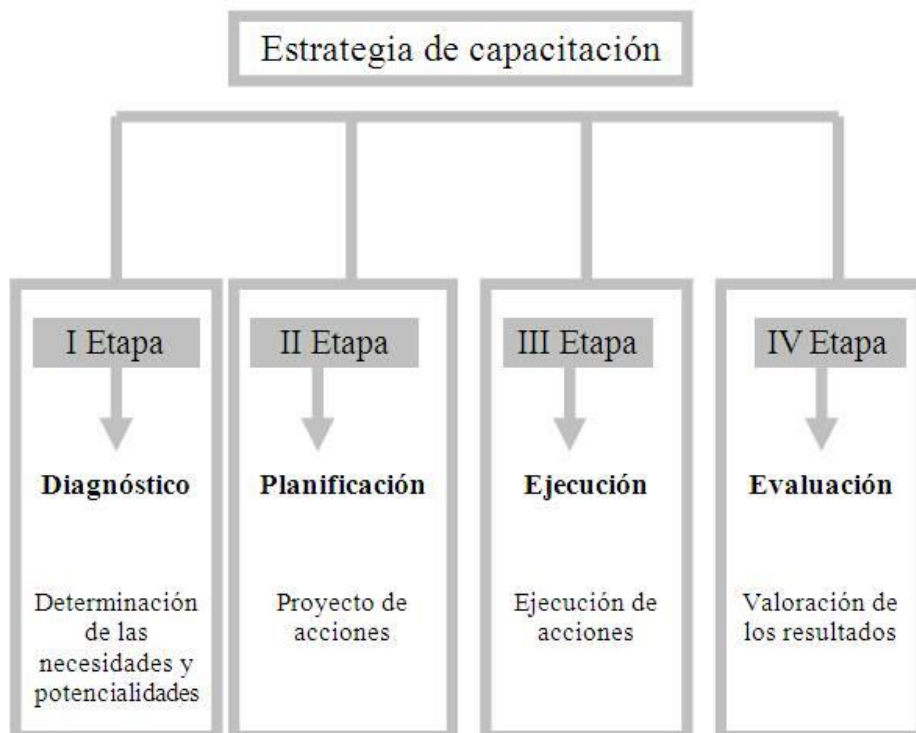 Estrategia de capacitación
I Etapa
Diagnóstico
Determinación
de las
necesidades y
potencialidades
II Etapa
Planificación
Proyecto de
acciones
III Etapa
Ejecución
Ejecución de
acciones
IV Etapa
Evaluación
Valoración de
los resultados